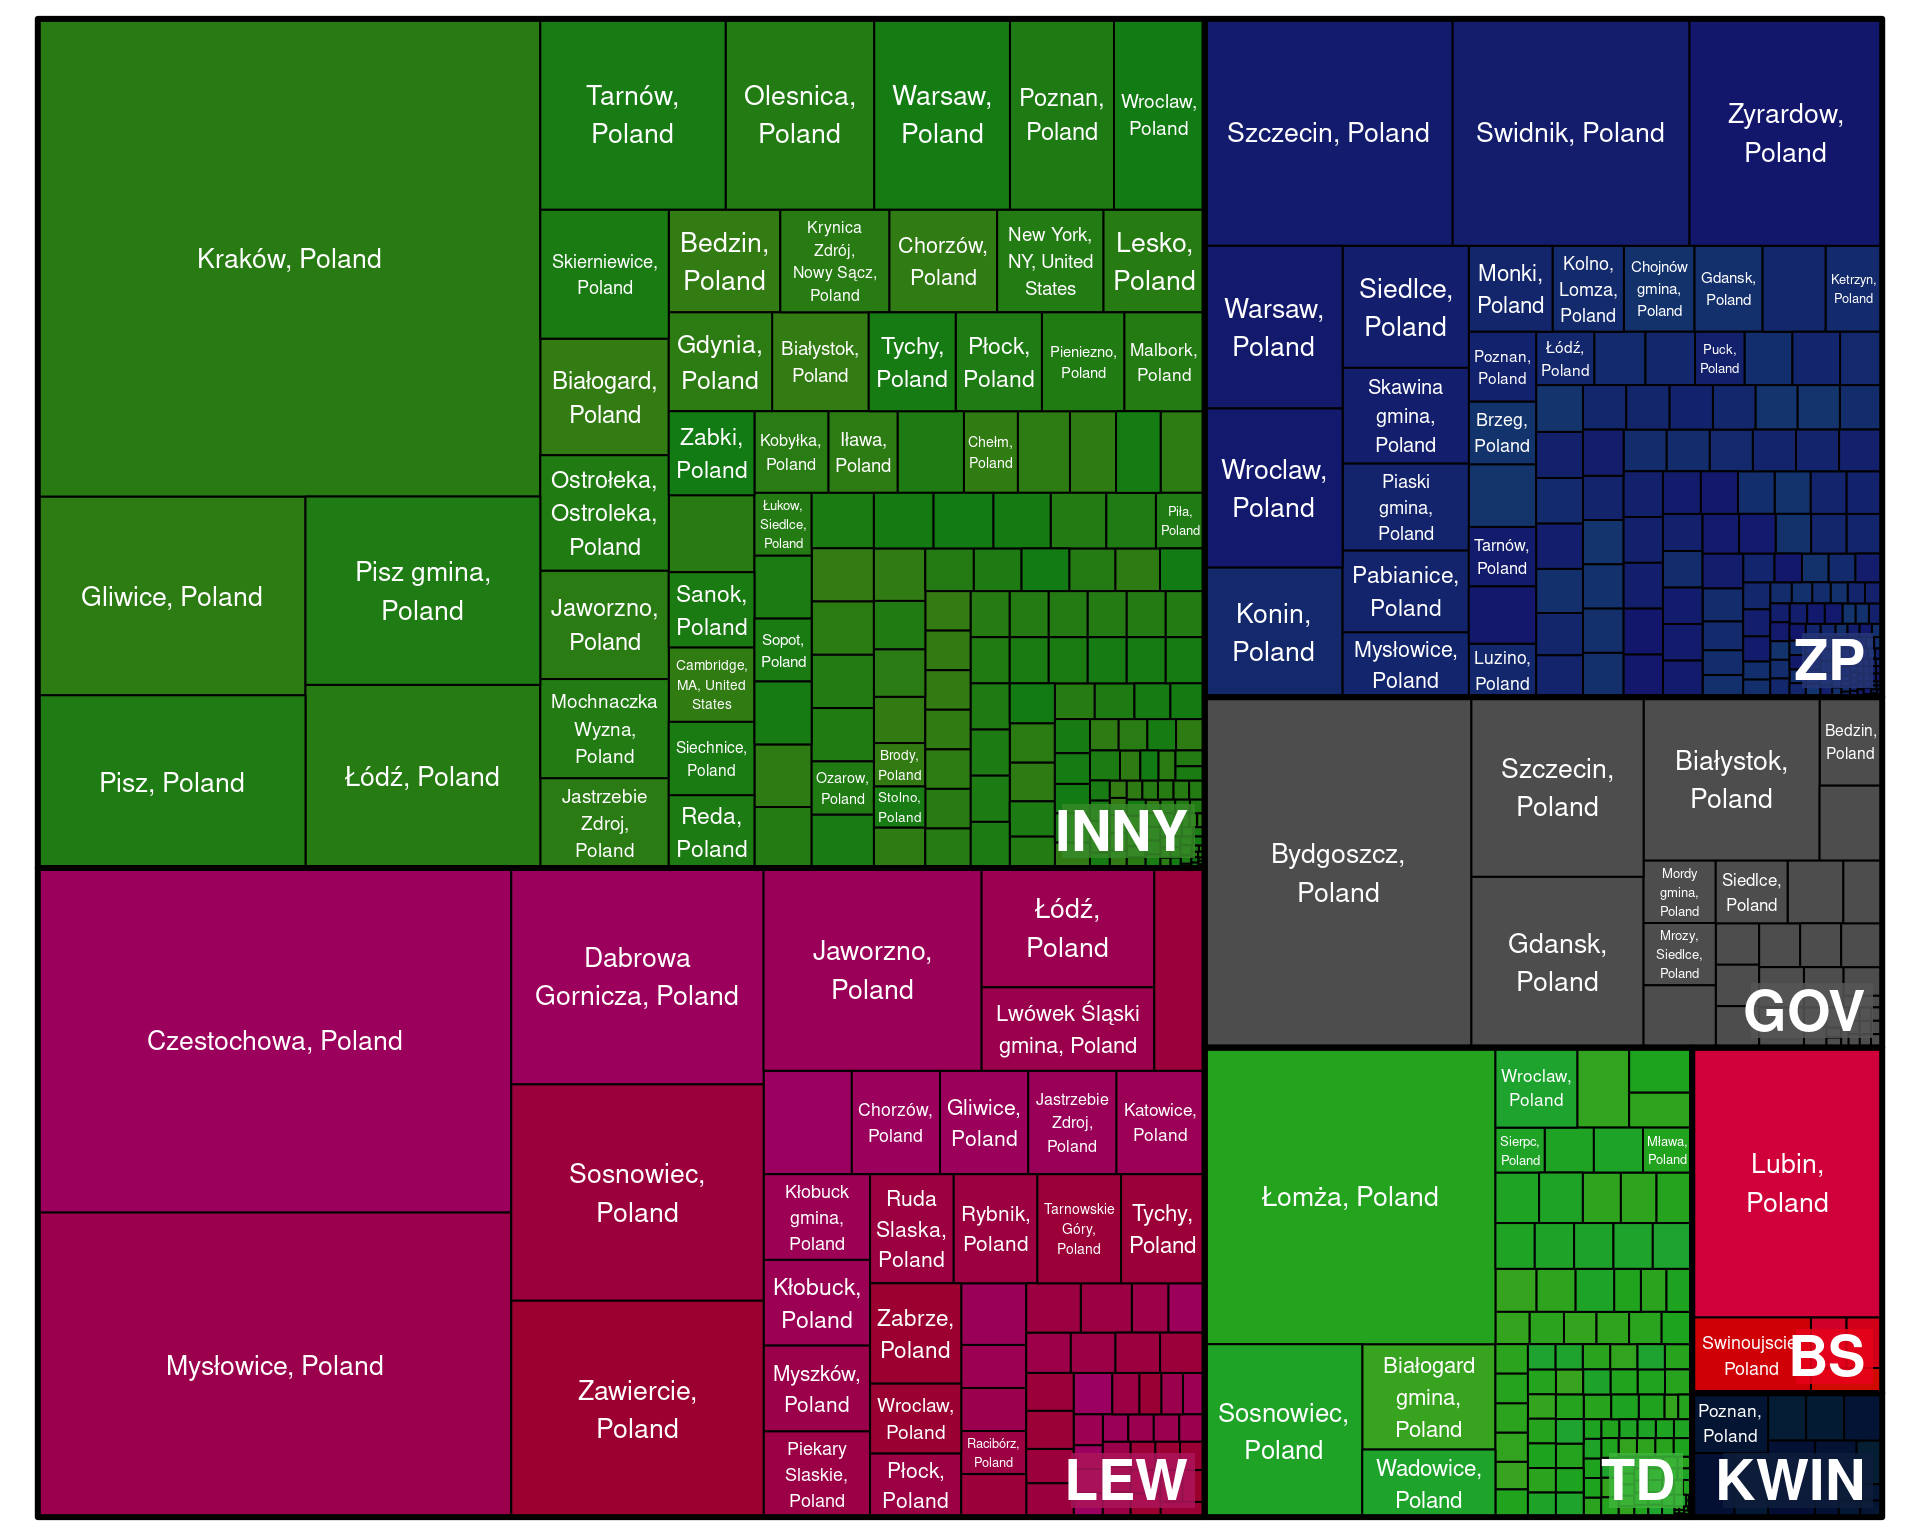 Kraków, Poland
Gliwice, Poland
Pisz gmina,
Poland
Pisz, Poland
Łódź, Poland
Tarnów,
Poland
Olesnica,
Poland
Warsaw,
Poland
Poznan,
Poland
Wroclaw,
Poland
Skierniewice,
Poland
Białogard,
Poland
Ostrołeka,
Ostroleka,
Poland
Jaworzno,
Poland
Mochnaczka
Wyzna,
Poland
Jastrzebie
Zdroj,
Poland
Bedzin,
Poland
Krynica
Zdrój,
Nowy Sącz,
Poland
Chorzów,
Poland
New York,
NY, United
States
Lesko,
Poland
Gdynia,
Poland
Białystok,
Poland
Tychy,
Poland
Płock,
Poland
Pieniezno,
Poland
Malbork,
Poland
Zabki,
Poland
Kobyłka,
Poland
Iława,
Poland
Chełm,
Poland
Sanok,
Poland
Cambridge,
MA, United
States
Siechnice,
Poland
Reda,
Poland
Łukow,
Siedlce,
Poland
Piła,
Poland
Sopot,
Poland
Ozarow,
Poland
Brody,
Poland
Stolno,
Poland
INNY
Szczecin, Poland
Swidnik, Poland
Zyrardow,
Poland
Warsaw,
Poland
Wroclaw,
Poland
Konin,
Poland
Siedlce,
Poland
Skawina
gmina,
Poland
Piaski
gmina,
Poland
Pabianice,
Poland
Mysłowice,
Poland
Monki,
Poland
Kolno,
Lomza,
Poland
Chojnów
gmina,
Poland
Gdansk,
Poland
Ketrzyn,
Poland
Poznan,
Poland
Łódź,
Poland
Puck,
Poland
Brzeg,
Poland
Tarnów,
Poland
Luzino,
Poland
ZP
Bydgoszcz,
Poland
Szczecin,
Poland
Gdansk,
Poland
Białystok,
Poland
Bedzin,
Poland
Mordy
gmina,
Poland
Siedlce,
Poland
Mrozy,
Siedlce,
Poland
GOV
Czestochowa, Poland
Mysłowice, Poland
Dabrowa
Gornicza, Poland
Sosnowiec,
Poland
Zawiercie,
Poland
Jaworzno,
Poland
Łódź,
Poland
Lwówek Śląski
gmina, Poland
Chorzów,
Poland
Gliwice,
Poland
Jastrzebie
Zdroj,
Poland
Katowice,
Poland
Kłobuck
gmina,
Poland
Kłobuck,
Poland
Myszków,
Poland
Piekary
Slaskie,
Poland
Ruda
Slaska,
Poland
Rybnik,
Poland
Tarnowskie
Góry,
Poland
Tychy,
Poland
Zabrze,
Poland
Wroclaw,
Poland
Płock,
Poland
Racibórz,
Poland
LEW
Łomża, Poland
Sosnowiec,
Poland
Białogard
gmina,
Poland
Wadowice,
Poland
Wroclaw,
Poland
Sierpc,
Poland
Mława,
Poland
TD
Lubin,
Poland
Swinoujscie
Poland
BS
Poznan,
Poland
KWIN